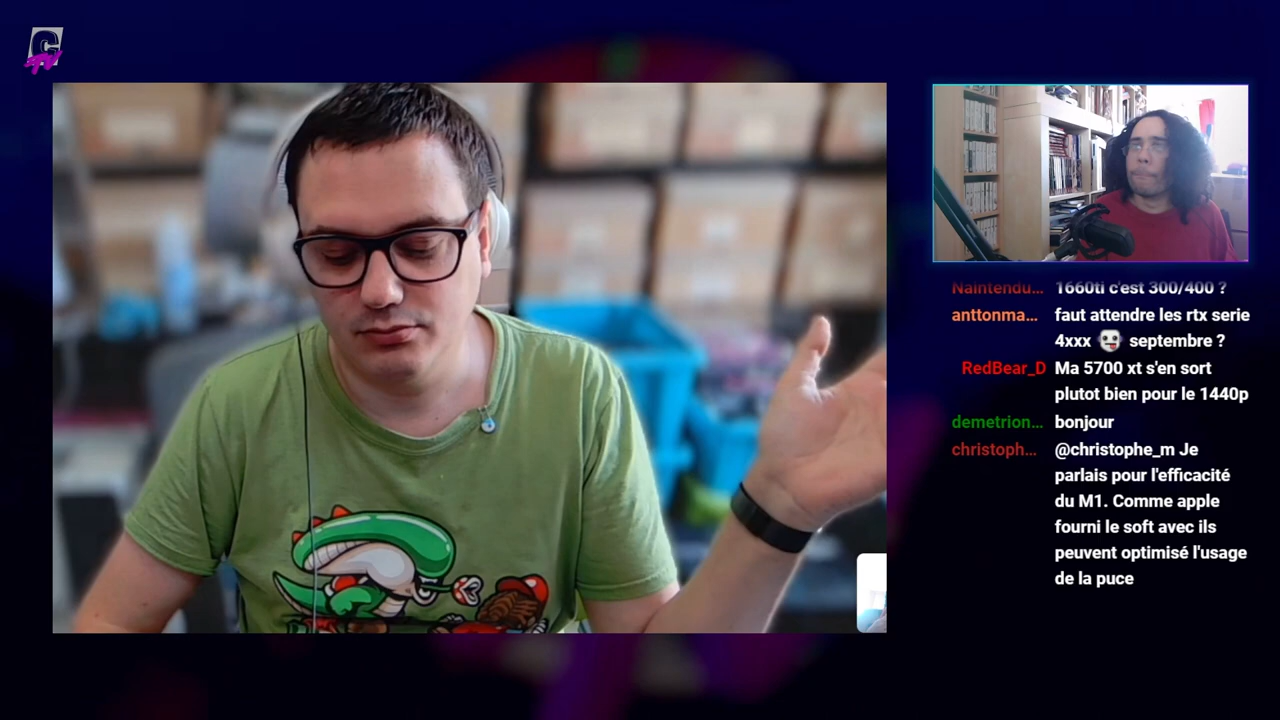 C
TV
Naintendu... 1660ti c'est 300/400 ?
anttonma... faut attendre les rtx serie
4xxx septembre ?
RedBear_D Ma 5700 xt s'en sort
plutot bien pour le 1440p
demetrion... bonjour
christoph... @christophe_m Je
parlais pour l'efficacité
du M1. Comme apple
fourni le soft avec ils
peuvent optimisé l'usage
de la puce